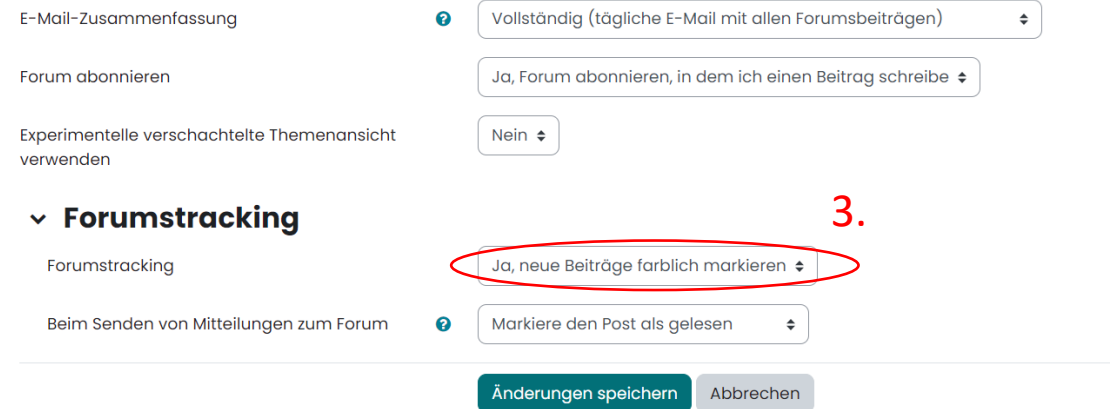 E-Mail-Zusammenfassung
Vollständig (tägliche E-Mail mit allen Forumsbeiträgen)
Forum abonnieren
Ja, Forum abonnieren, in dem ich einen Beitrag schreibe
Experimentelle verschachtelte Themenansicht
verwenden
Nein
3.
Forumstracking
Forumstracking
Ja, neue Beiträge farblich markieren
Beim Senden von Mitteilungen zum Forum
Markiere den Post als gelesen
Änderungen speichern
Abbrechen